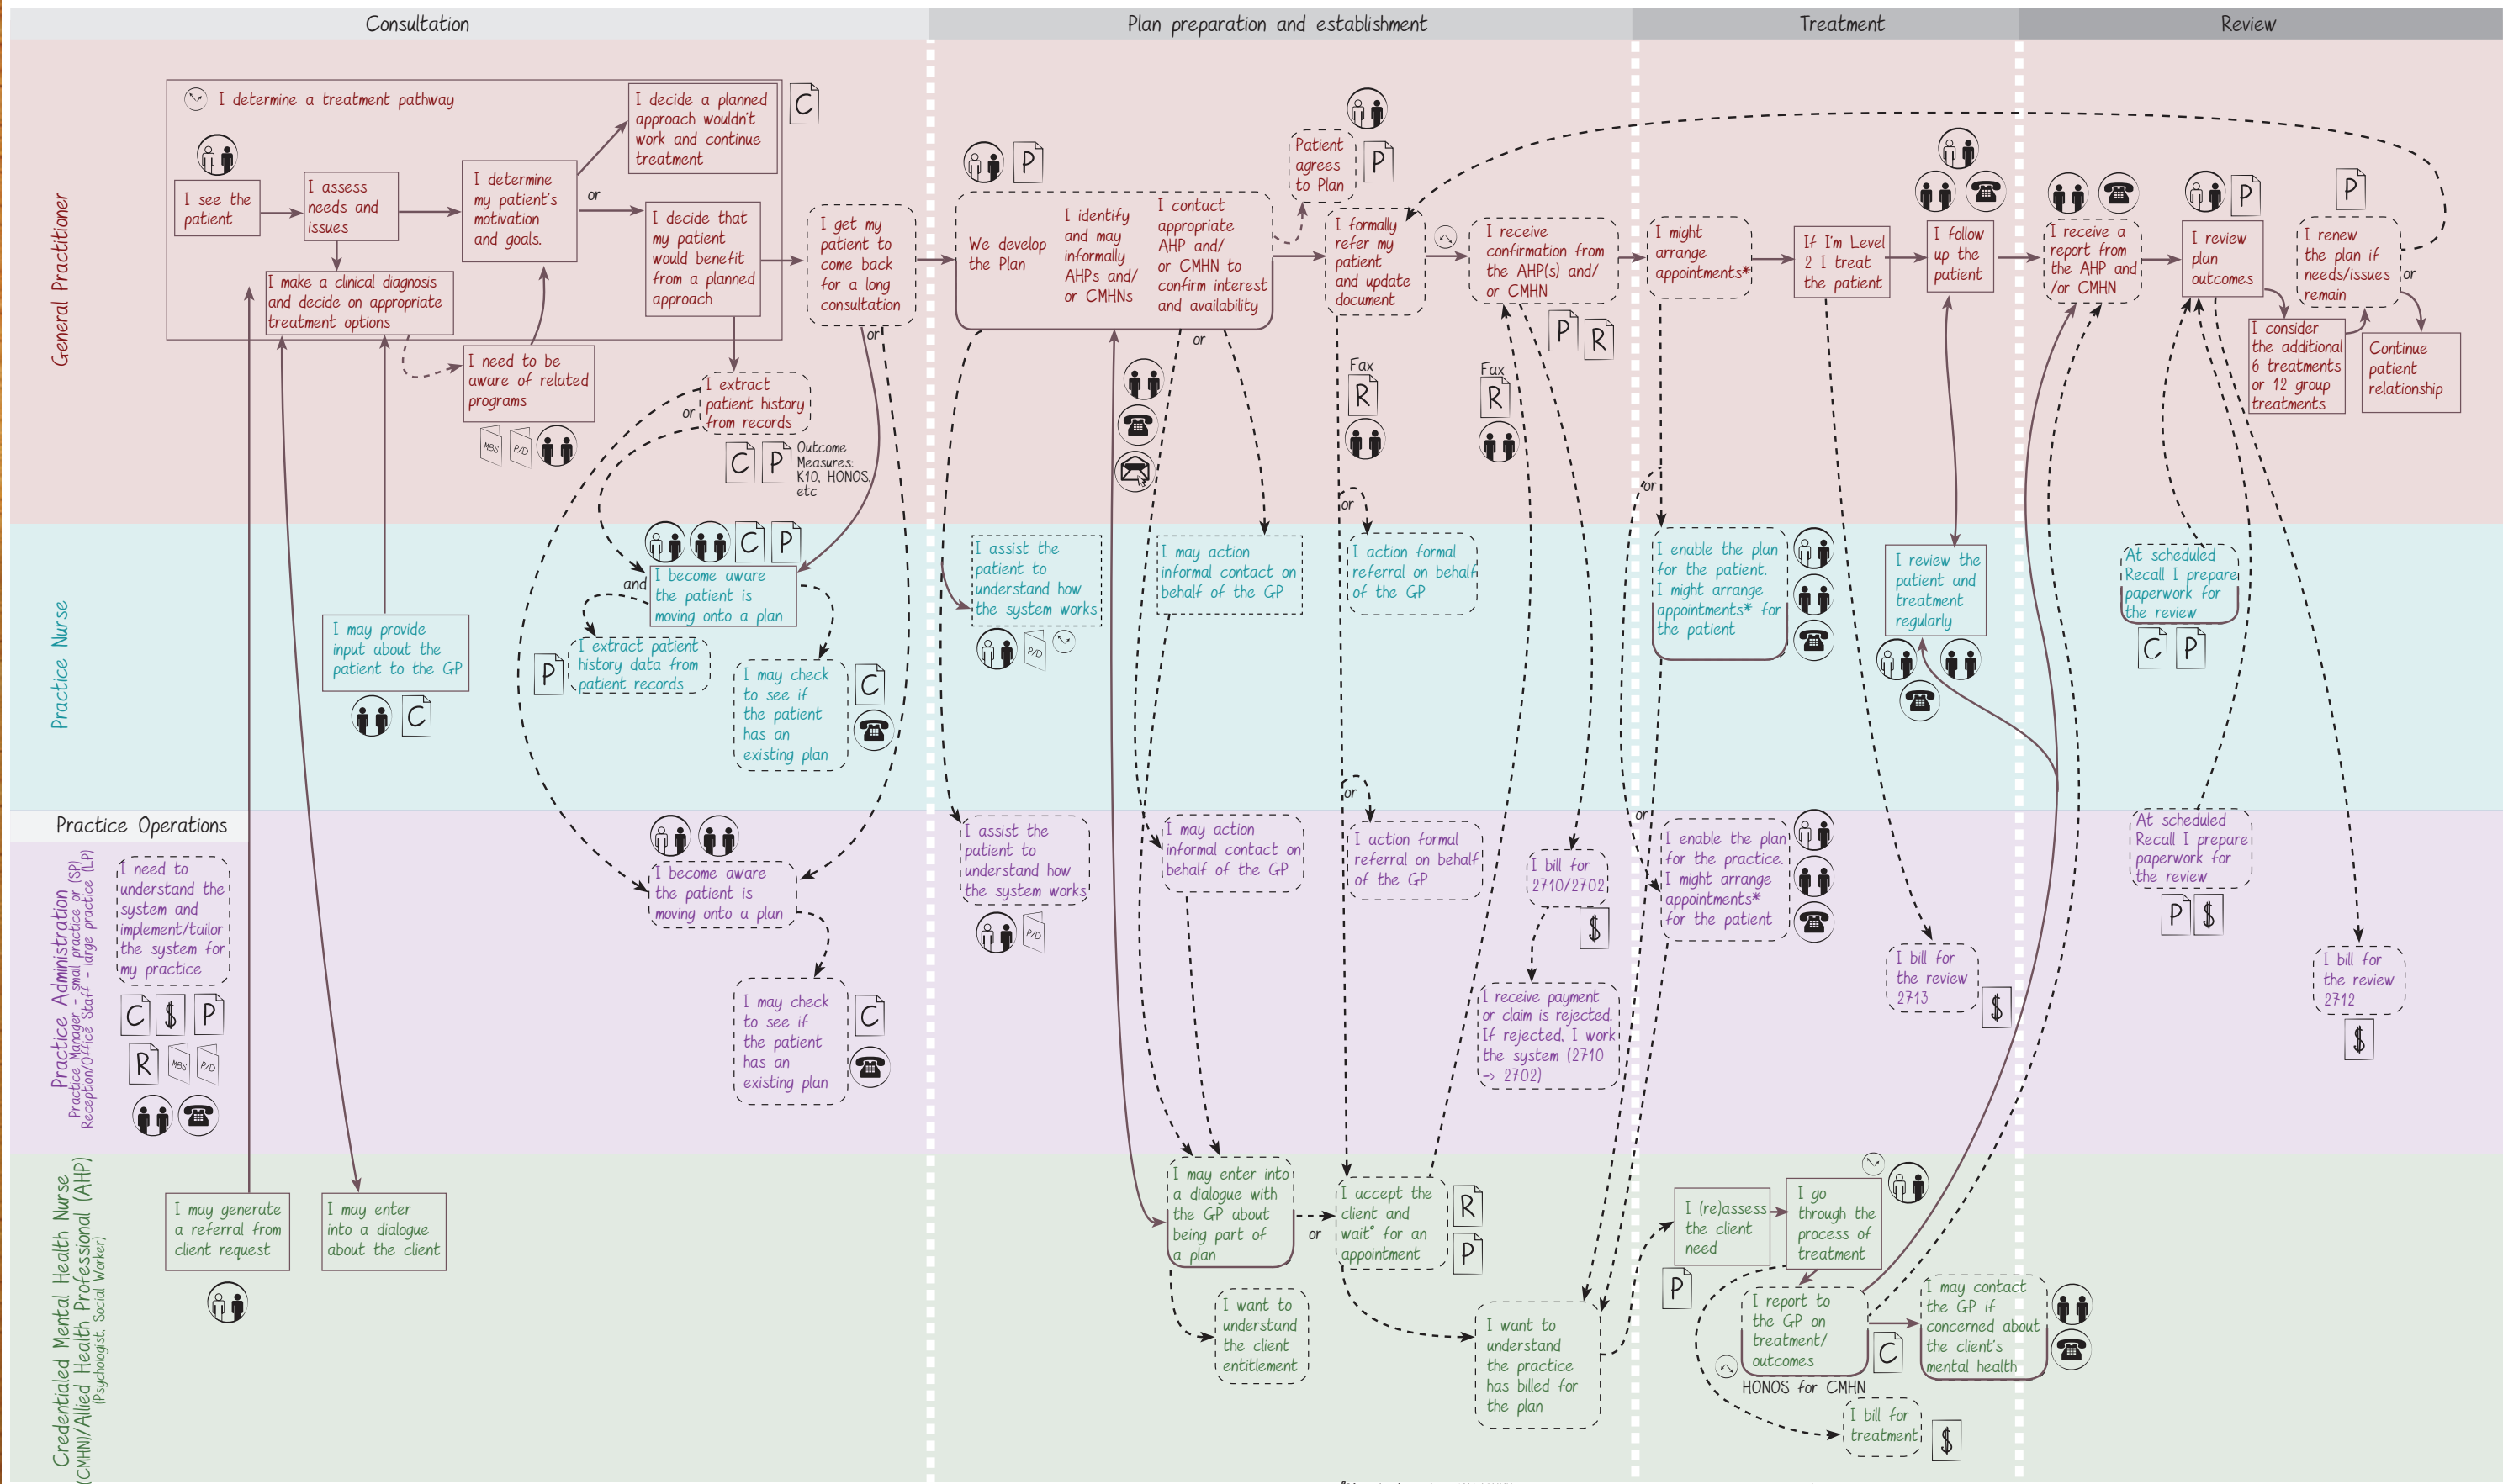 Consultation
Plan preparation and establishment
Treatment
Review
General Practitioner
I determine a treatment pathway
I see the
patient
I assess
needs and
issues
I determine
my patient's
motivation
and goals.
I decide a planned
approach wouldn't
work and continue
treatment
C
or
I decide that
my patient
would benefit
from a planned
approach
I make a clinical diagnosis
and decide on appropriate
treatment options
I need to be
aware of related
programs
MBS
P/D
I get my
patient to
come back
for a long
consultation
or
I extract
patient history
from records
or
C
P
Outcome
Measures:
K10, HONOS,
etc
P
We develop
the Plan
I identify
and may
informally
AHPs and/
or CMHNs
I contact
appropriate
AHP and/
or CMHN to
confirm interest
and availability
or
Patient
agrees
to Plan
P
I formally
refer my
patient
and update
document
Fax
R
or
I receive
confirmation from
the AHP(s) and/
or CMHN
P
R
Fax
R
I might
arrange
appointments*
or
If I'm Level
2 I treat
the patient
I follow
up the
patient
I receive a
report from
the AHP and
/or CMHN
P
I review
plan
outcomes
P
I renew
the plan if
needs/issues
remain
or
I consider
the additional
6 treatments
or 12 group
treatments
Continue
patient
relationship
Practice Nurse
I may provide
input about the
patient to the GP
C
C
P
and
I become aware
the patient is
moving onto a plan
P
I extract patient
history data from
patient records
I may check
to see if
the patient
has an
existing plan
C
I assist the
patient to
understand how
the system works
P/D
I may action
informal contact on
behalf of the GP
I action formal
referral on behalf
of the GP
or
I enable the plan
for the patient.
I might arrange
appointments* for
the patient
or
I review the
patient and
treatment
regularly
At scheduled
Recall I prepare
paperwork for
the review
C
P
Practice Operations
Practice Administration
Practice Manager - small practice or (SP)
Reception/Office Staff - large practice (LP)
I need to
understand the
system and
implement/tailor
the system for
my practice
C
$
P
R
MBS
P/D
I become aware
the patient is
moving onto a plan
I may check
to see if
the patient
has an
existing plan
C
I assist the
patient to
understand how
the system works
P/D
I may action
informal contact on
behalf of the GP
I action formal
referral on behalf
of the GP
I bill for
2710/2702
$
I receive payment
or claim is rejected.
If rejected, I work
the system (2710
-> 2702)
I enable the plan
for the practice.
I might arrange
appointments*
for the patient
I bill for
the review
2713
$
At scheduled
Recall I prepare
paperwork for
the review
P
$
I bill for
the review
2712
$
Credentialed Mental Health Nurse
(CMHN)/Allied Health Professional (AHP)
(Psychologist, Social Worker)
I may generate
a referral from
client request
I may enter
into a dialogue
about the client
I may enter into
a dialogue with
the GP about
being part of
a plan
or
I accept the
client and
wait° for an
appointment
R
P
I want to
understand
the client
entitlement
I want to
understand
the practice
has billed for
the plan
I (re)assess
the client
need
P
I go
through the
process of
treatment
I report to
the GP on
treatment/
outcomes
C
HONOS for CMHN
I may contact
the GP if
concerned about
the client's
mental health
I bill for
treatment
$